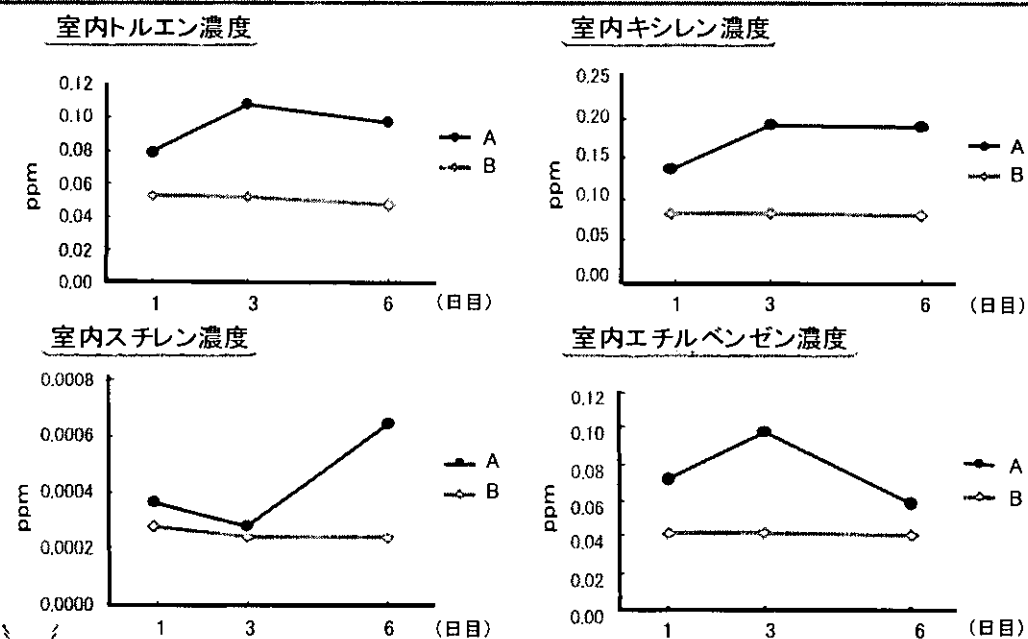 室内トルエン濃度
0.12
0.10
0.08
0.06
0.04
0.02
0.00
ppm
1 3 6 (日目)
A
B
室内キシレン濃度
0.25
0.20
0.15
0.10
0.05
0.00
ppm
1 3 6 (日目)
A
B
室内スチレン濃度
0.0008
0.0006
0.0004
0.0002
0.0000
ppm
1 3 6 (日目)
A
B
室内エチルベンゼン濃度
0.12
0.10
0.08
0.06
0.04
0.02
0.00
ppm
1 3 6 (日目)
A
B